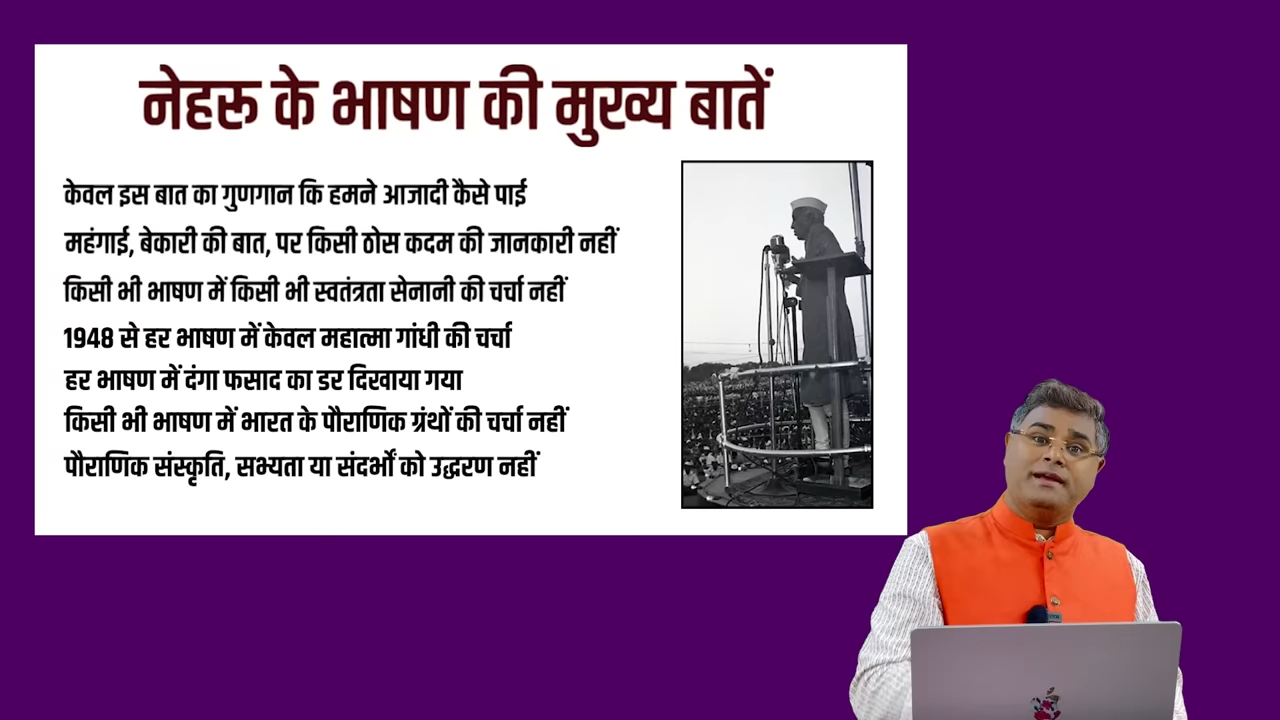 नेहरू के भाषण की मुख्य बातें
केवल इस बात का गुणगान कि हमने आजादी कैसे पाई
महंगाई, बेकारी की बात, पर किसी ठोस कदम की जानकारी नहीं
किसी भी भाषण में किसी भी स्वतंत्रता सेनानी की चर्चा नहीं
1948 से हर भाषण में केवल महात्मा गांधी की चर्चा
हर भाषण में दंगा फसाद का डर दिखाया गया
किसी भी भाषण में भारत के पौराणिक ग्रंथों की चर्चा नहीं
पौराणिक संस्कृति, सभ्यता या संदर्भों को उद्धरण नहीं